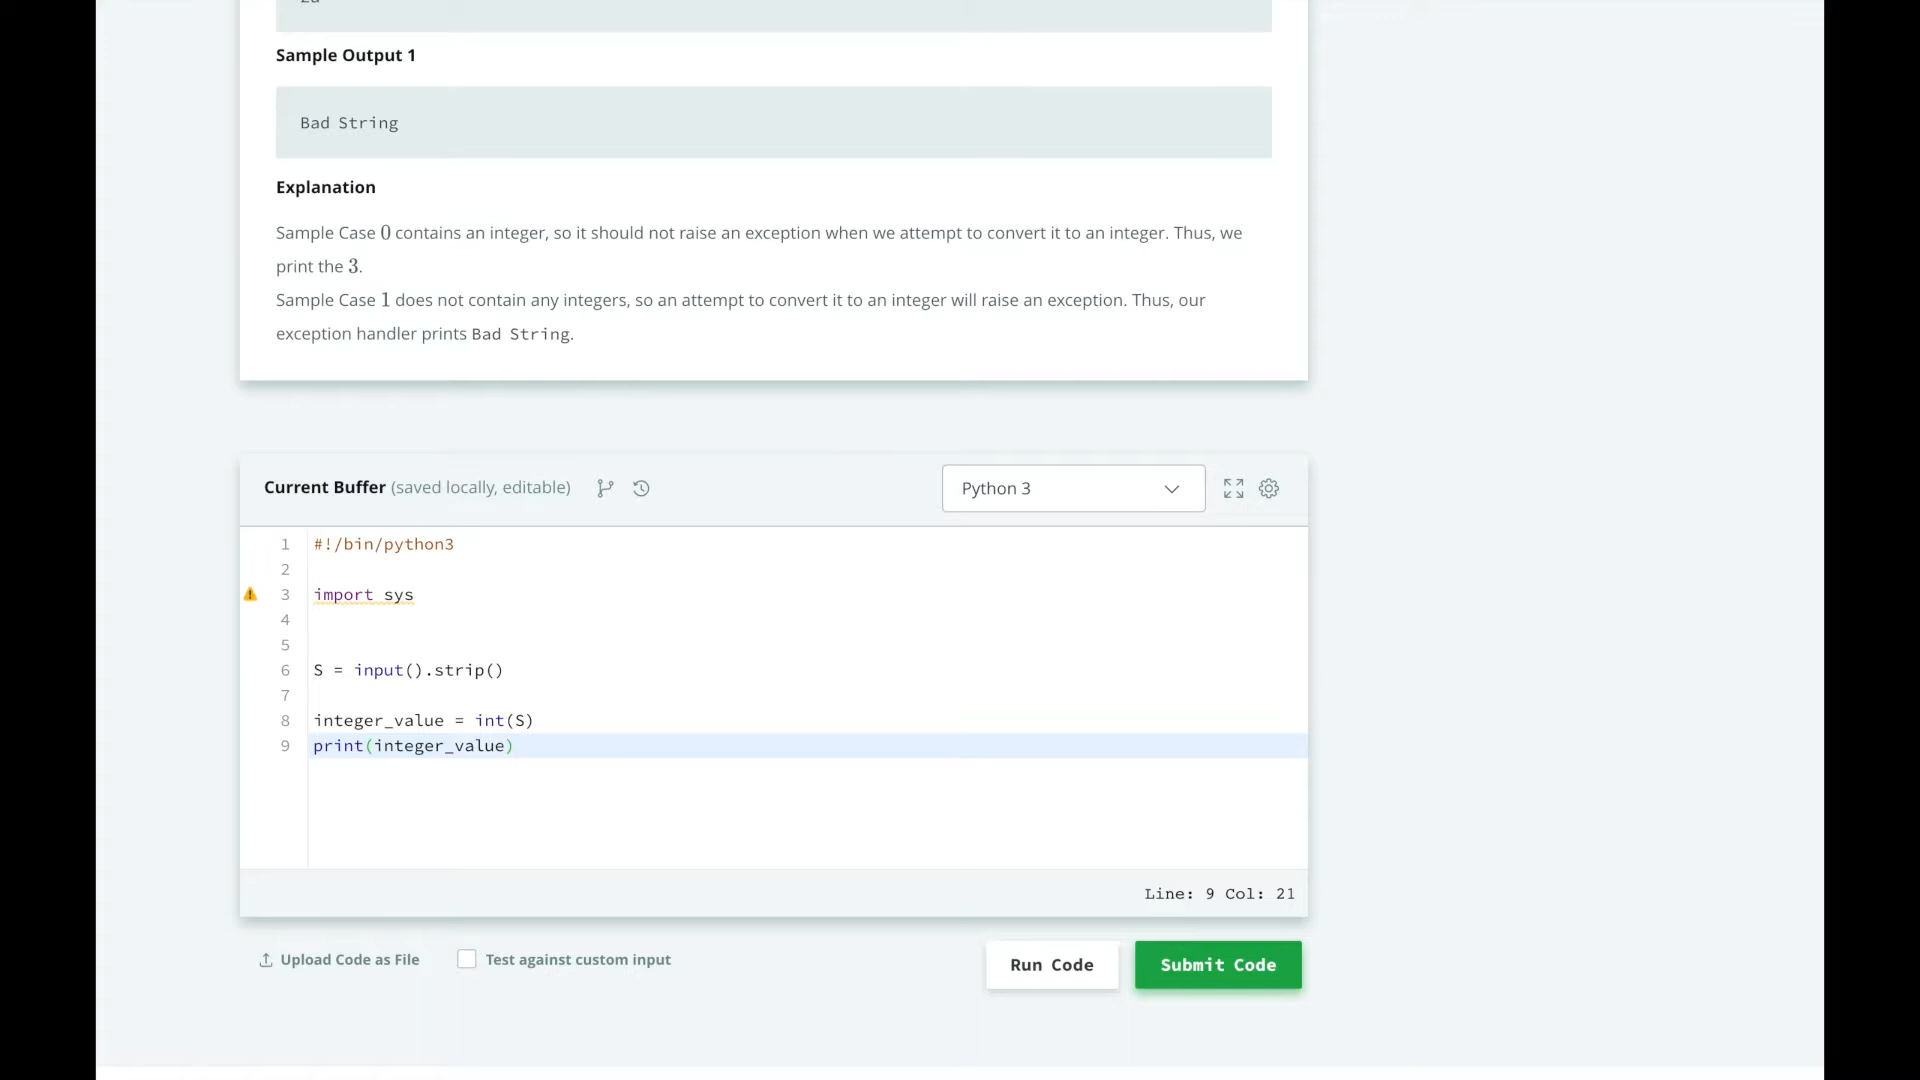 Sample Output 1
Bad String
Explanation
Sample Case 0 contains an integer, so it should not raise an exception when we attempt to convert it to an integer. Thus, we
print the 3.
Sample Case 1 does not contain any integers, so an attempt to convert it to an integer will raise an exception. Thus, our
exception handler prints Bad String.
Current Buffer (saved locally, editable)
Python 3
1 #!/bin/python3
2
3 import sys
4
5
6 S = input().strip()
7
8 integer_value = int(S)
9 print(integer_value)
Line: 9 Col: 21
Upload Code as File
Test against custom input
Run Code
Submit Code